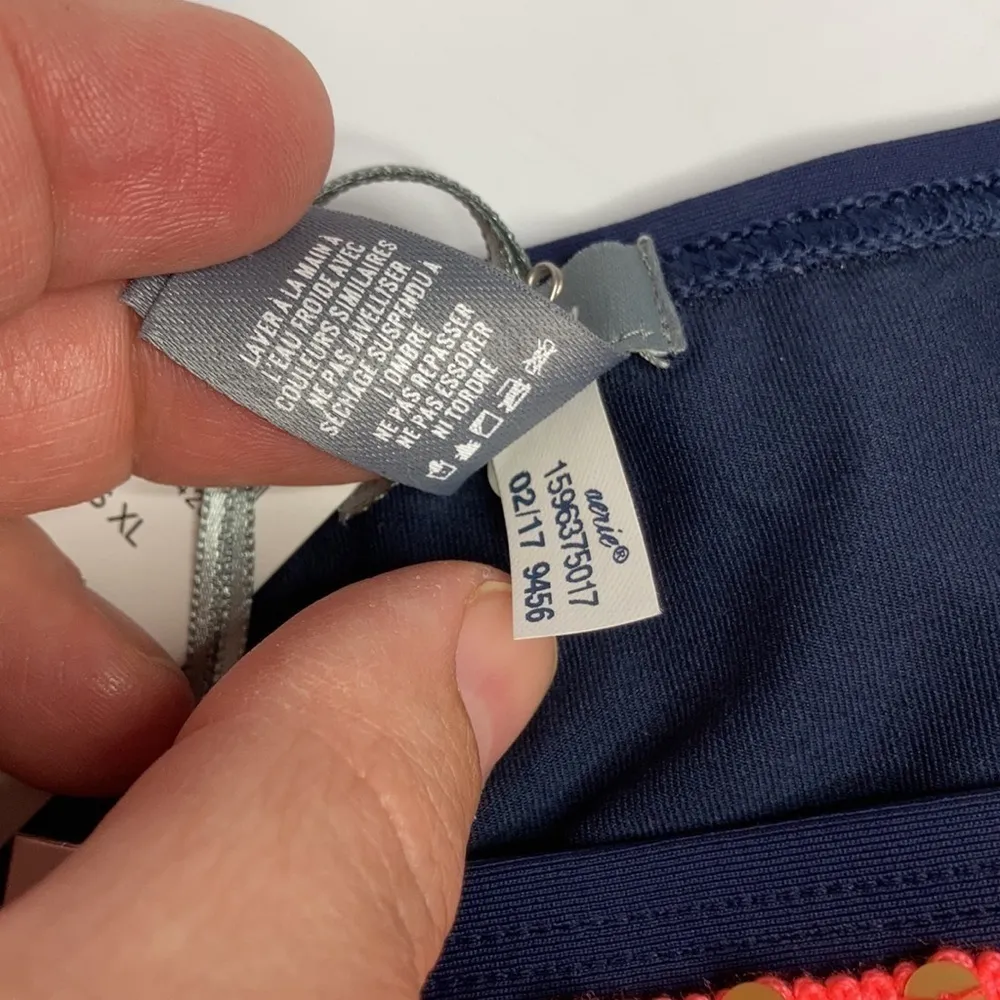 LAVER À LA MAIN À
L'EAU FROIDE AVEC
COULEURS SIMILAIRES
NE PAS JAVELLISER
SÉCHAGE SUSPENDU À
L'OMBRE
NE PAS REPASSER
NE PAS ESSORER
NI TORDRE
aerie®
1596375017
02/17 9456
XL